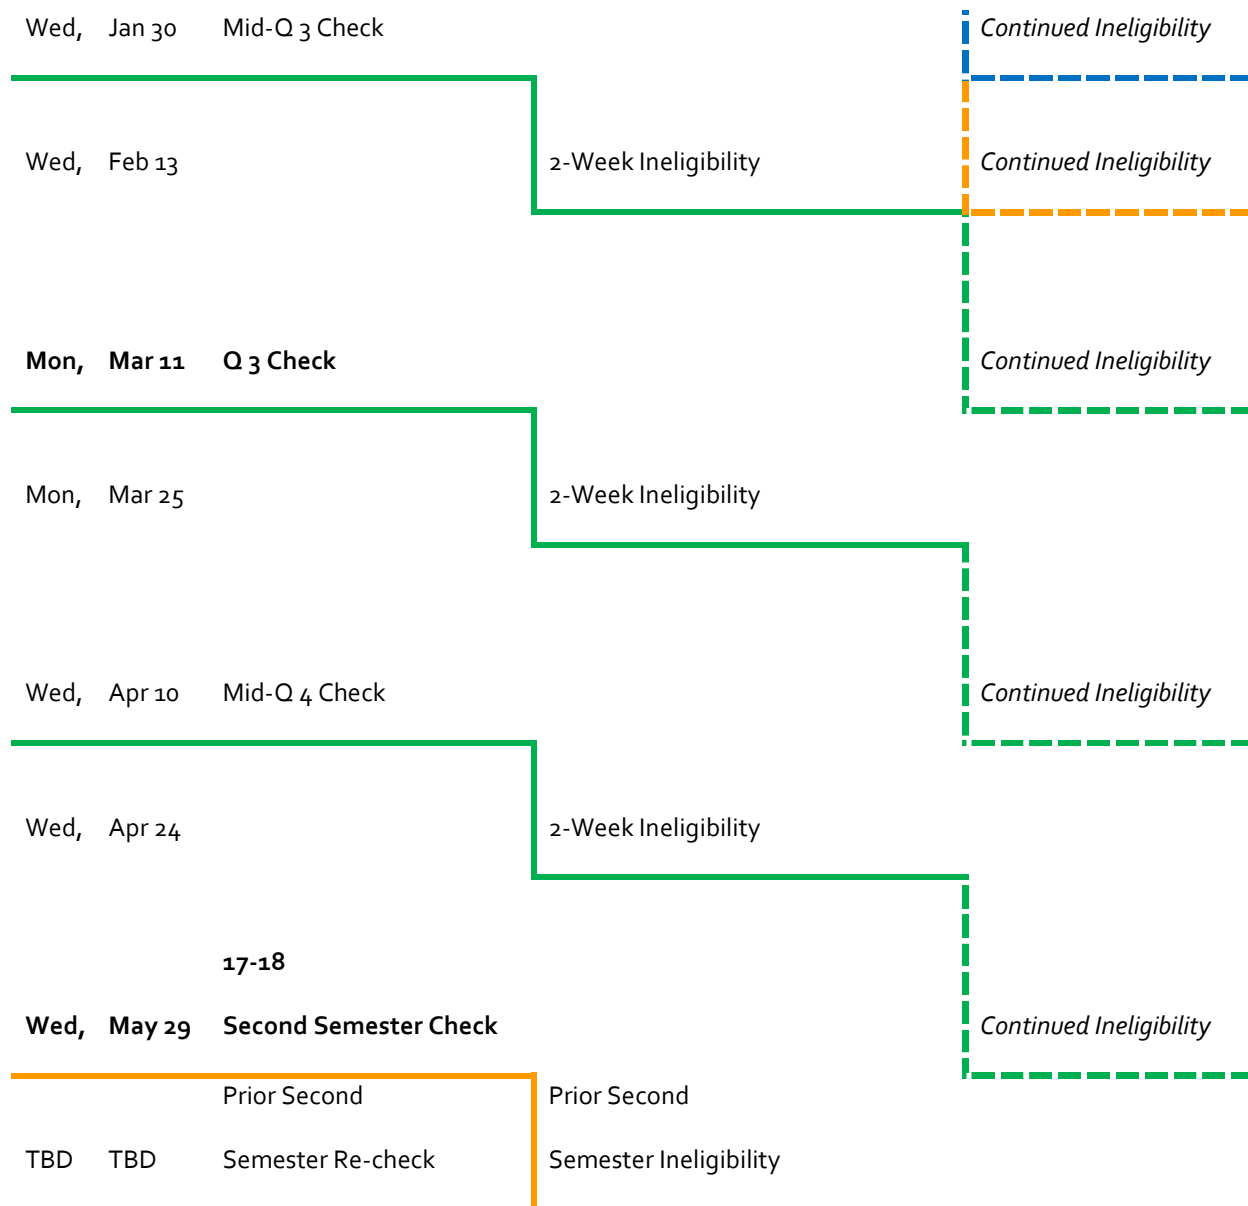 Wed, Jan 30 Mid-Q 3 Check Continued Ineligibility
Wed, Feb 13 2-Week Ineligibility Continued Ineligibility
Mon, Mar 11 Q 3 Check Continued Ineligibility
Mon, Mar 25 2-Week Ineligibility
Wed, Apr 10 Mid-Q 4 Check Continued Ineligibility
Wed, Apr 24 2-Week Ineligibility
17-18
Wed, May 29 Second Semester Check Continued Ineligibility
Prior Second Prior Second
TBD TBD Semester Re-check Semester Ineligibility